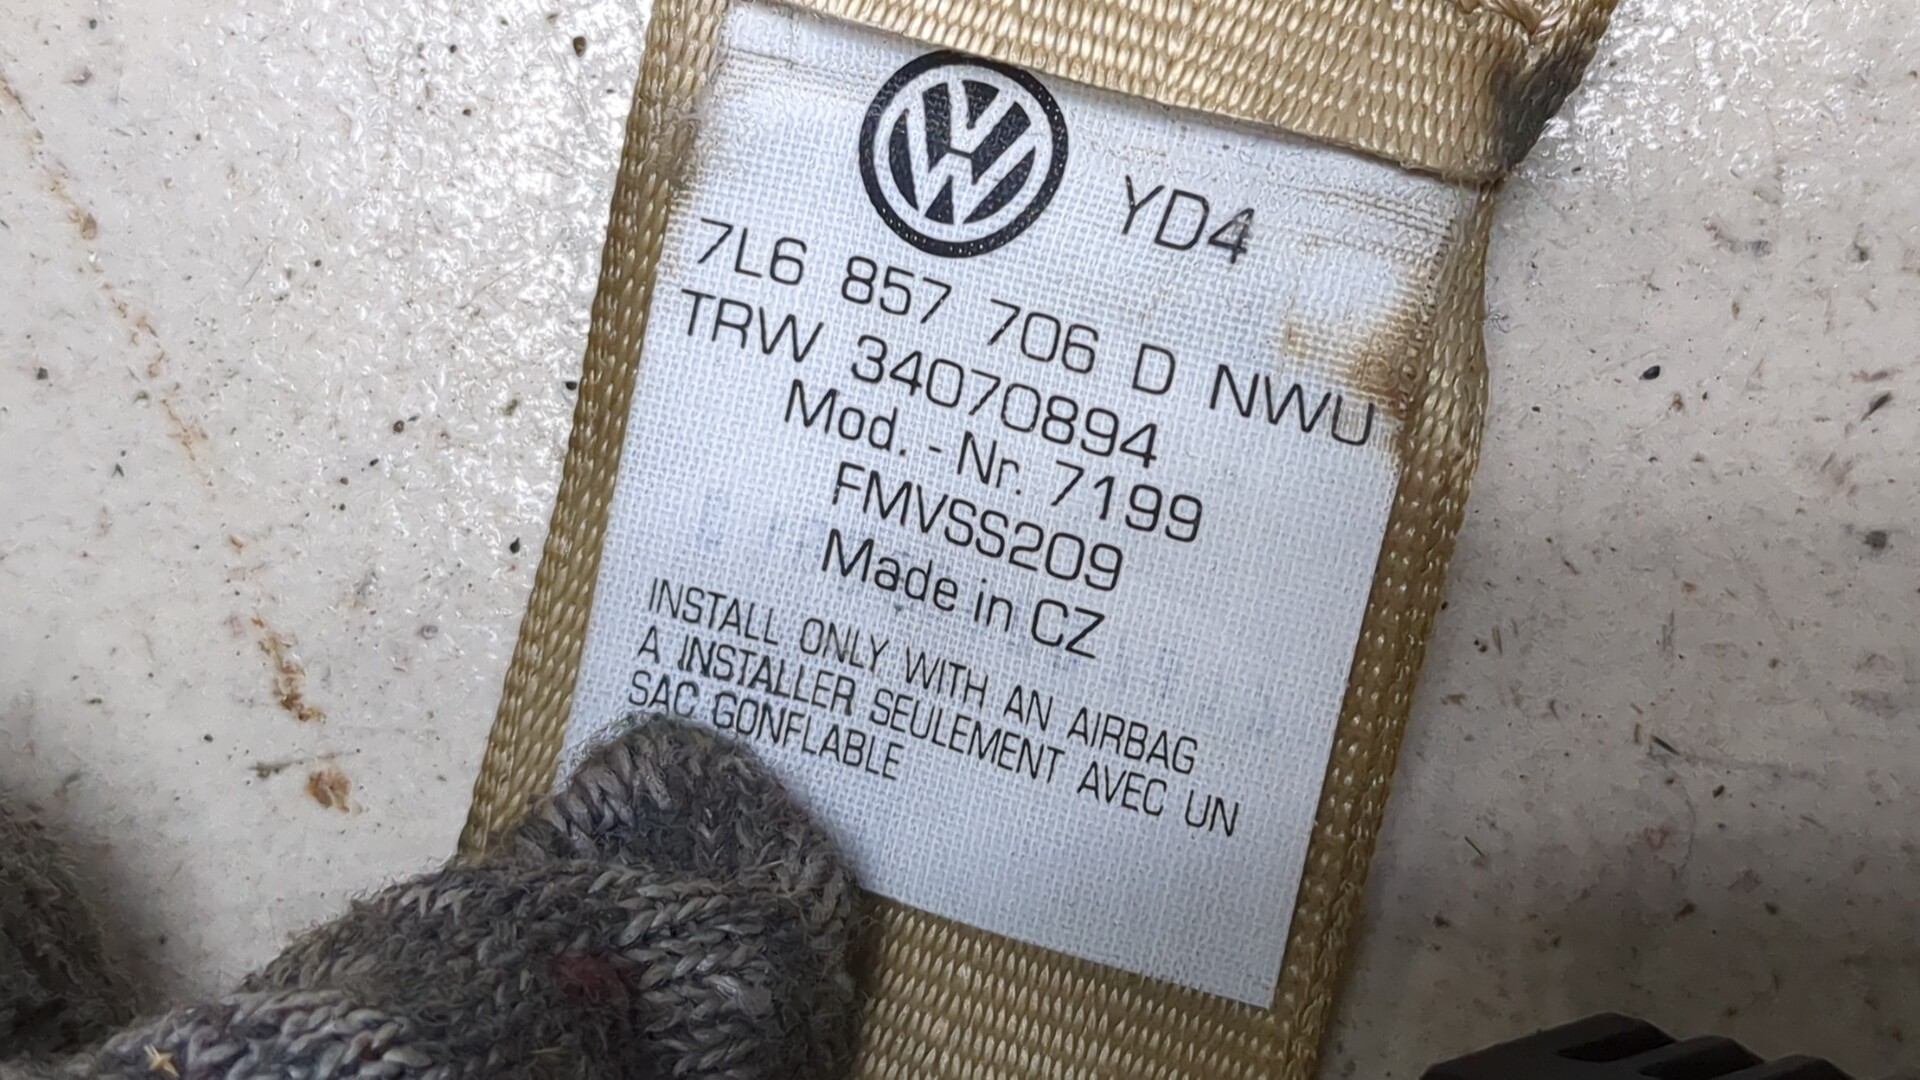 YD4
7L6 857 706 D NWU
TRW 34070894
Mod. - Nr. 7199
FMVSS209
Made in CZ
INSTALL ONLY WITH AN AIRBAG
A INSTALLER SEULEMENT AVEC UN
SAC GONFLABLE